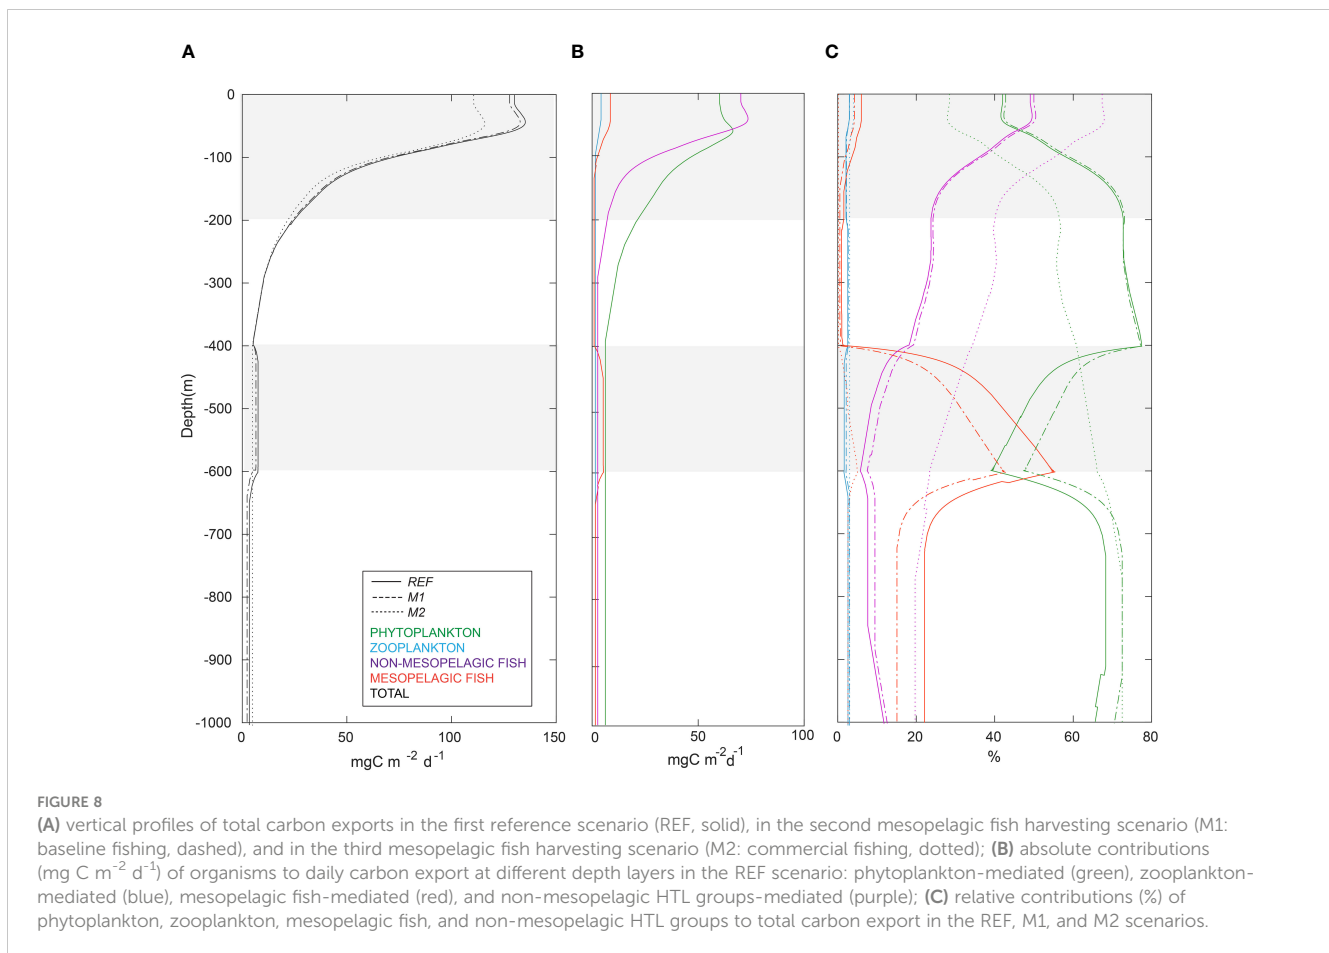 A
B
C
0
-100
-200
-300
-400
-500
-600
-700
-800
-900
-1000
Depth(m)
REF
M1
M2
PHYTOPLANKTON
ZOOPLANKTON
NON-MESOPELAGIC FISH
MESOPELAGIC FISH
TOTAL
0 50 100 150
mgC m -2 d-1
0 50 100
mgC m-2d-1
0 20 40 60 80
%
FIGURE 8
(A) vertical profiles of total carbon exports in the first reference scenario (REF, solid), in the second mesopelagic fish harvesting scenario (M1:
baseline fishing, dashed), and in the third mesopelagic fish harvesting scenario (M2: commercial fishing, dotted); (B) absolute contributions
(mg C m-2 d-1) of organisms to daily carbon export at different depth layers in the REF scenario: phytoplankton-mediated (green), zooplankton-
mediated (blue), mesopelagic fish-mediated (red), and non-mesopelagic HTL groups-mediated (purple); (C) relative contributions (%) of
phytoplankton, zooplankton, mesopelagic fish, and non-mesopelagic HTL groups to total carbon export in the REF, M1, and M2 scenarios.